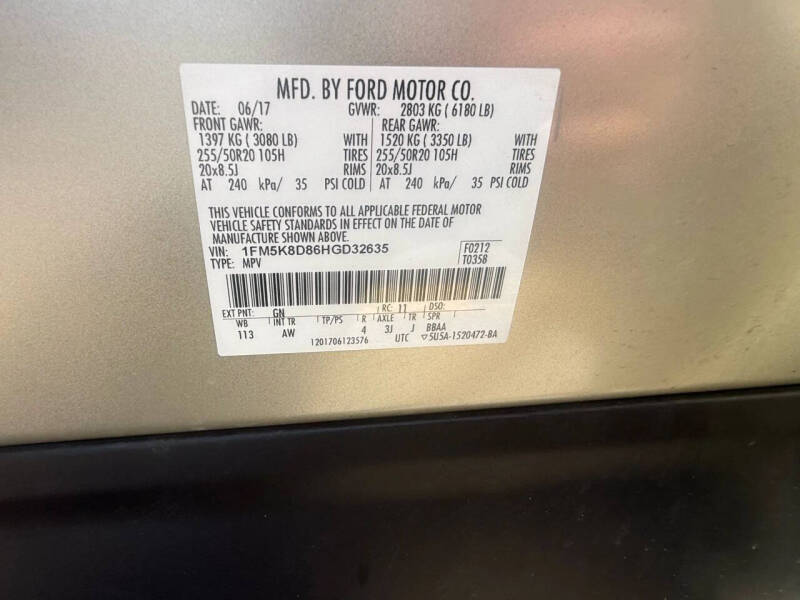 MFD. BY FORD MOTOR CO.
DATE: 06/17 GVWR: 2803 KG ( 6180 LB)
FRONT GAWR: REAR GAWR:
1397 KG ( 3080 LB) WITH 1520 KG ( 3350 LB) WITH
255/50R20 105H TIRES 255/50R20 105H TIRES
20x8.5J RIMS 20x8.5J RIMS
AT 240 kPa/ 35 PSI COLD AT 240 kPa/ 35 PSI COLD
THIS VEHICLE CONFORMS TO ALL APPLICABLE FEDERAL MOTOR
VEHICLE SAFETY STANDARDS IN EFFECT ON THE DATE OF
MANUFACTURE SHOWN ABOVE.
VIN: 1FM5K8D86HGD32635 F0212
TYPE: MPV T0358
EXT PNT: GN RC: 11 DSO:
WB INT TR TP/PS R AXLE TR SPR
113 AW 4 3J J BBAA
1201706123576 UTC ▽5U5A-1520472-BA